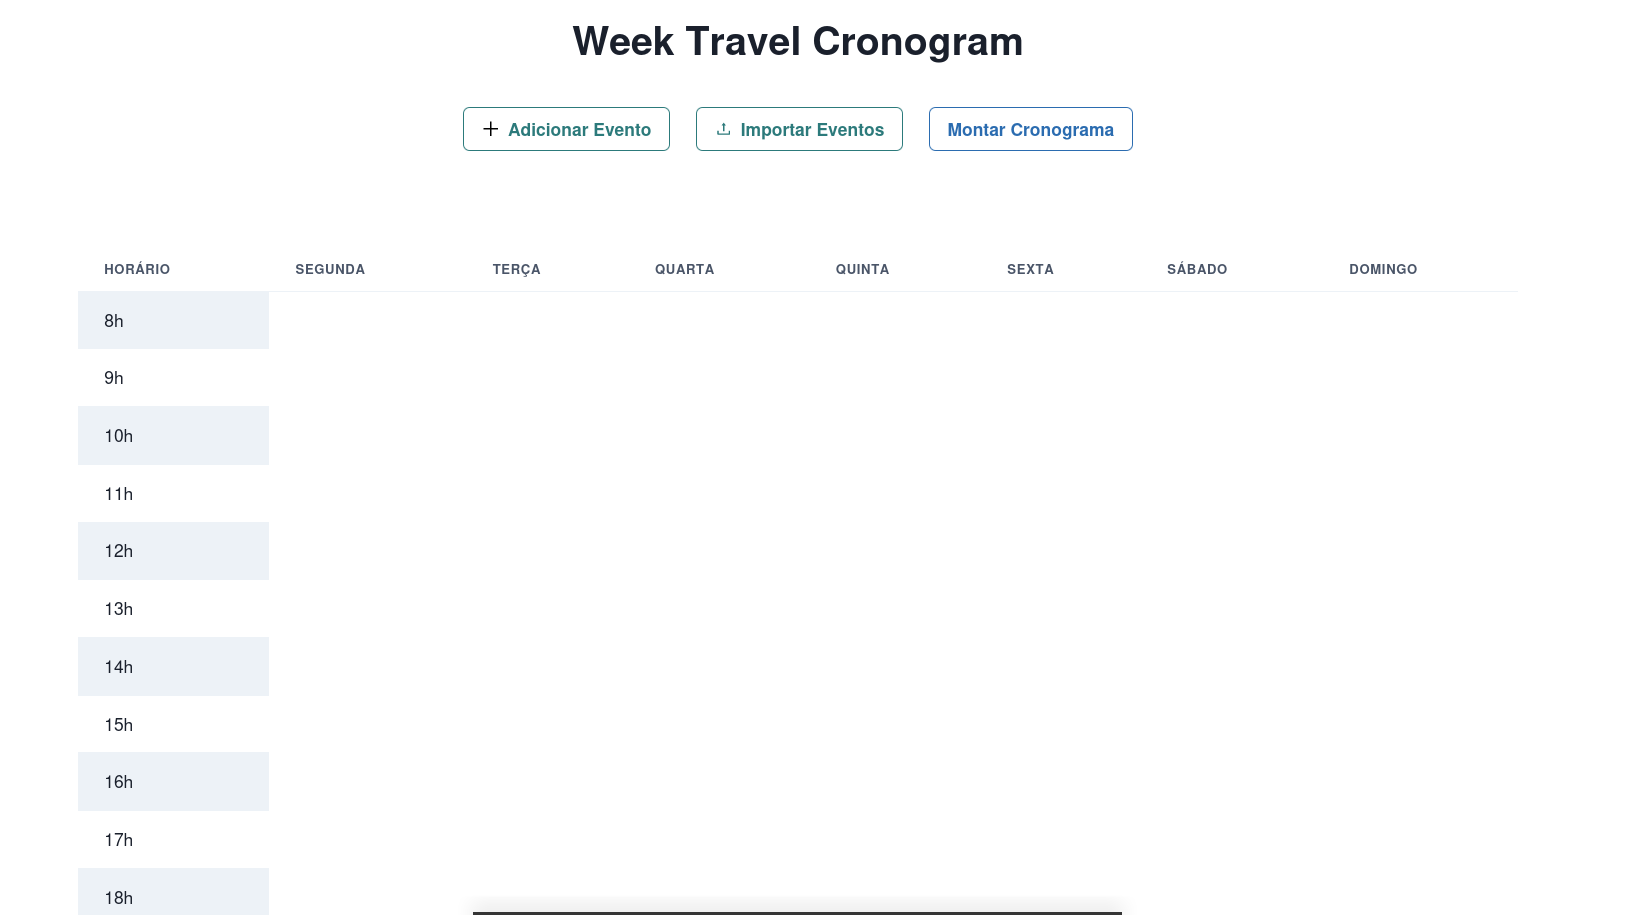 Week Travel Cronogram
Adicionar Evento
Importar Eventos
Montar Cronograma
HORÁRIO SEGUNDA TERÇA QUARTA QUINTA SEXTA SÁBADO DOMINGO
8h
9h
10h
11h
12h
13h
14h
15h
16h
17h
18h